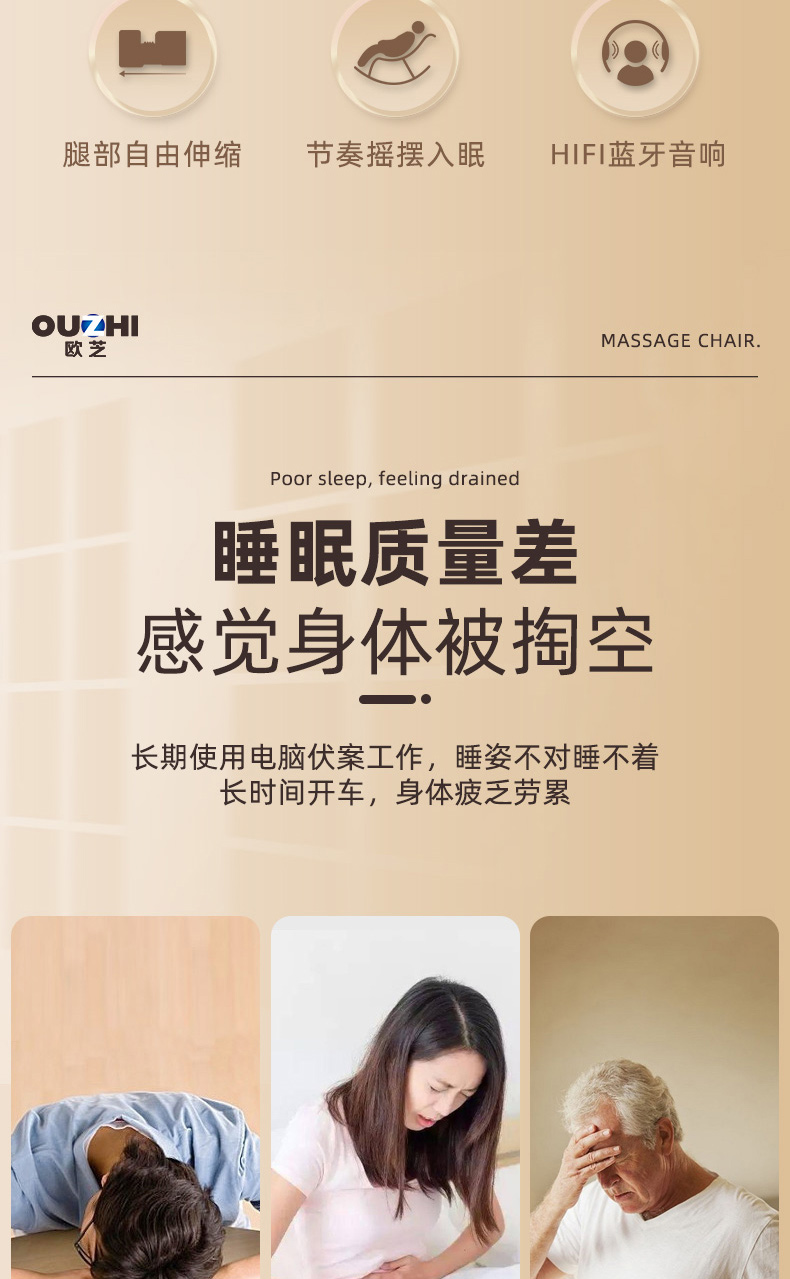 腿部自由伸缩 节奏摇摆入眠 HIFI蓝牙音响
OUZHI
欧芝
MASSAGE CHAIR.
Poor sleep, feeling drained
睡眠质量差
感觉身体被掏空
长期使用电脑伏案工作，睡姿不对睡不着
长时间开车，身体疲乏劳累